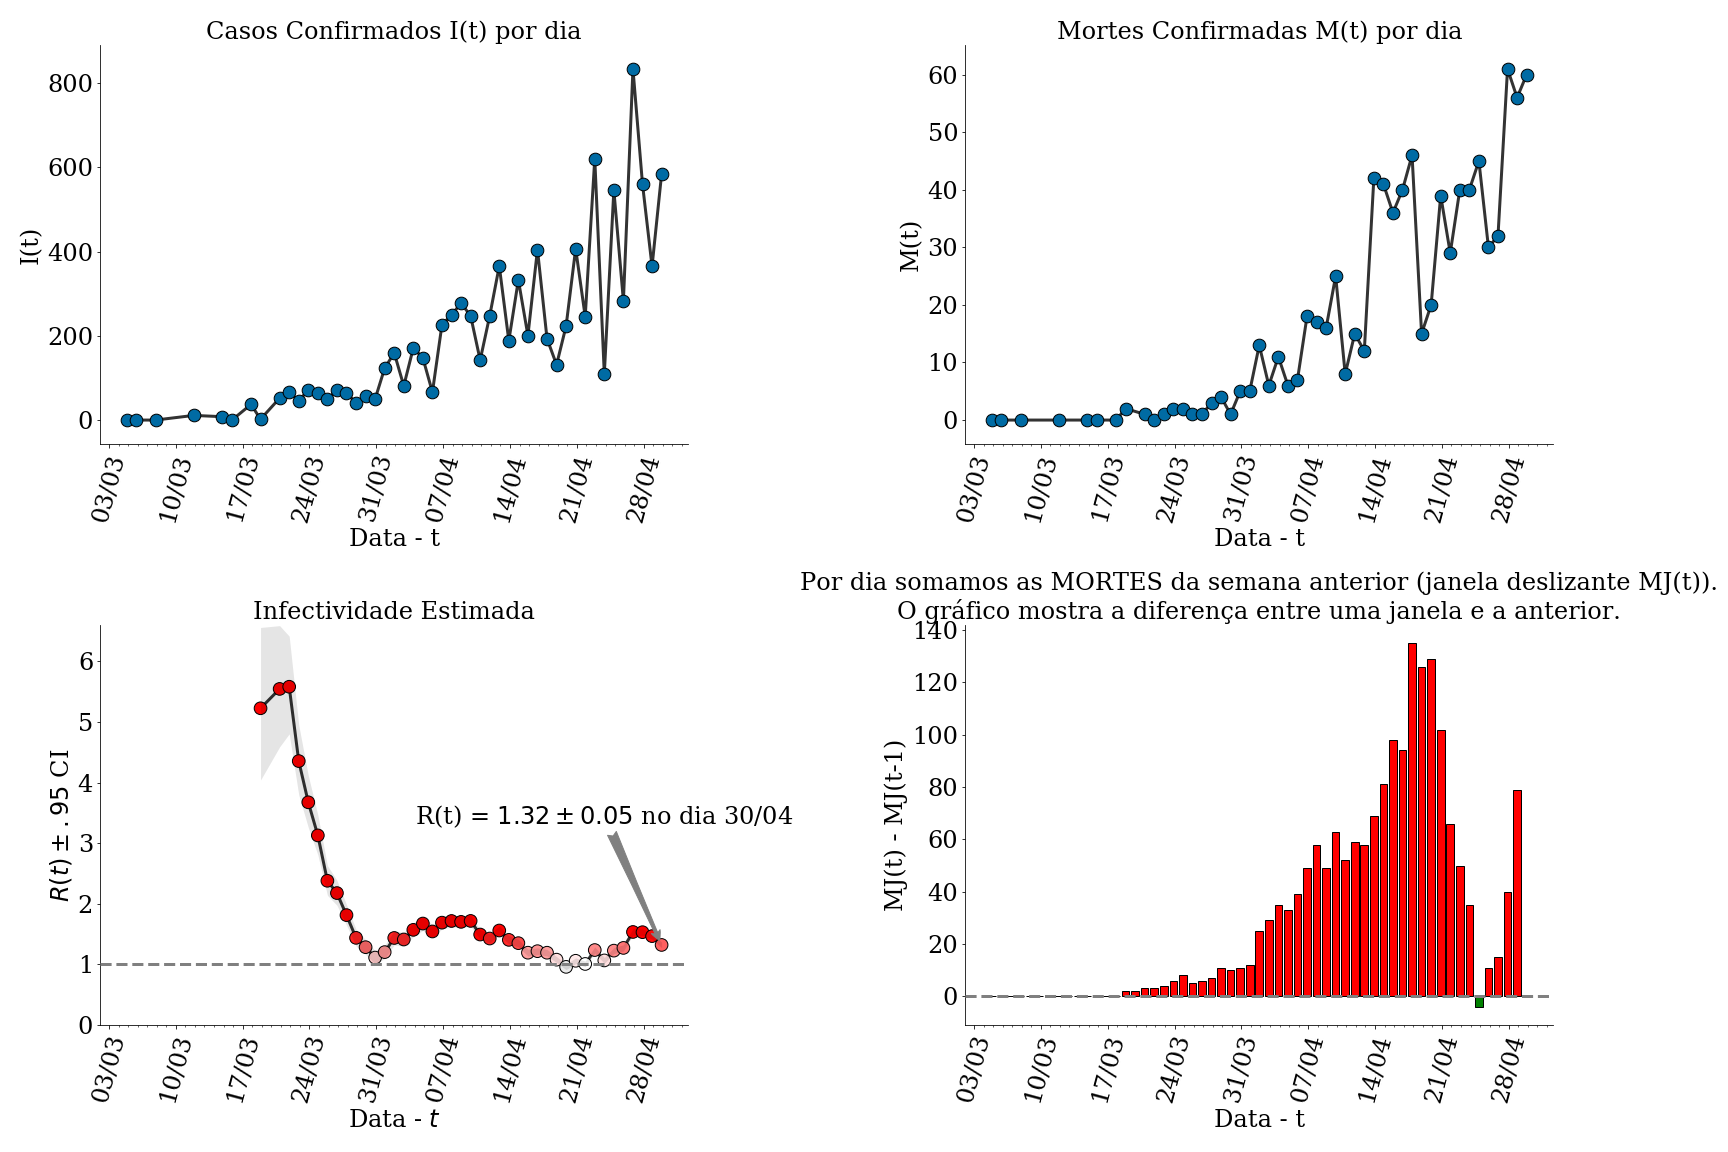 Casos Confirmados I(t) por dia
I(t)
800
600
400
200
0
03/03 10/03 17/03 24/03 31/03 07/04 14/04 21/04 28/04
Data - t
Mortes Confirmadas M(t) por dia
M(t)
60
50
40
30
20
10
0
03/03 10/03 17/03 24/03 31/03 07/04 14/04 21/04 28/04
Data - t
Infectividade Estimada
R(t) ± .95 CI
6
5
4
3
2
1
0
R(t) = 1.32 ± 0.05 no dia 30/04
03/03 10/03 17/03 24/03 31/03 07/04 14/04 21/04 28/04
Data - t
Por dia somamos as MORTES da semana anterior (janela deslizante MJ(t)).
O gráfico mostra a diferença entre uma janela e a anterior.
MJ(t) - MJ(t-1)
140
120
100
80
60
40
20
0
03/03 10/03 17/03 24/03 31/03 07/04 14/04 21/04 28/04
Data - t